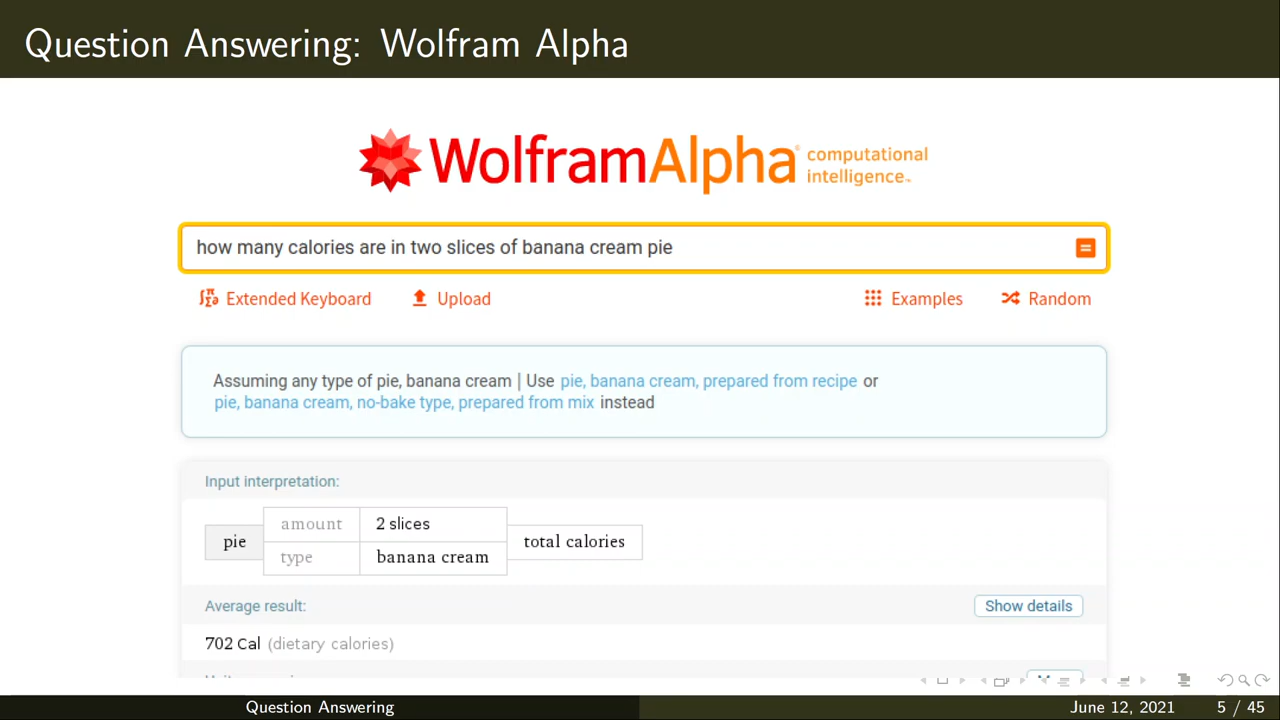 Question Answering: Wolfram Alpha
WolframAlpha computational
intelligence™
how many calories are in two slices of banana cream pie
Extended Keyboard Upload Examples Random
Assuming any type of pie, banana cream | Use pie, banana cream, prepared from recipe or
pie, banana cream, no-bake type, prepared from mix instead
Input interpretation:
amount 2 slices
pie total calories
type banana cream
Average result: Show details
702 Cal (dietary calories)
Question Answering June 12, 2021 5 / 45